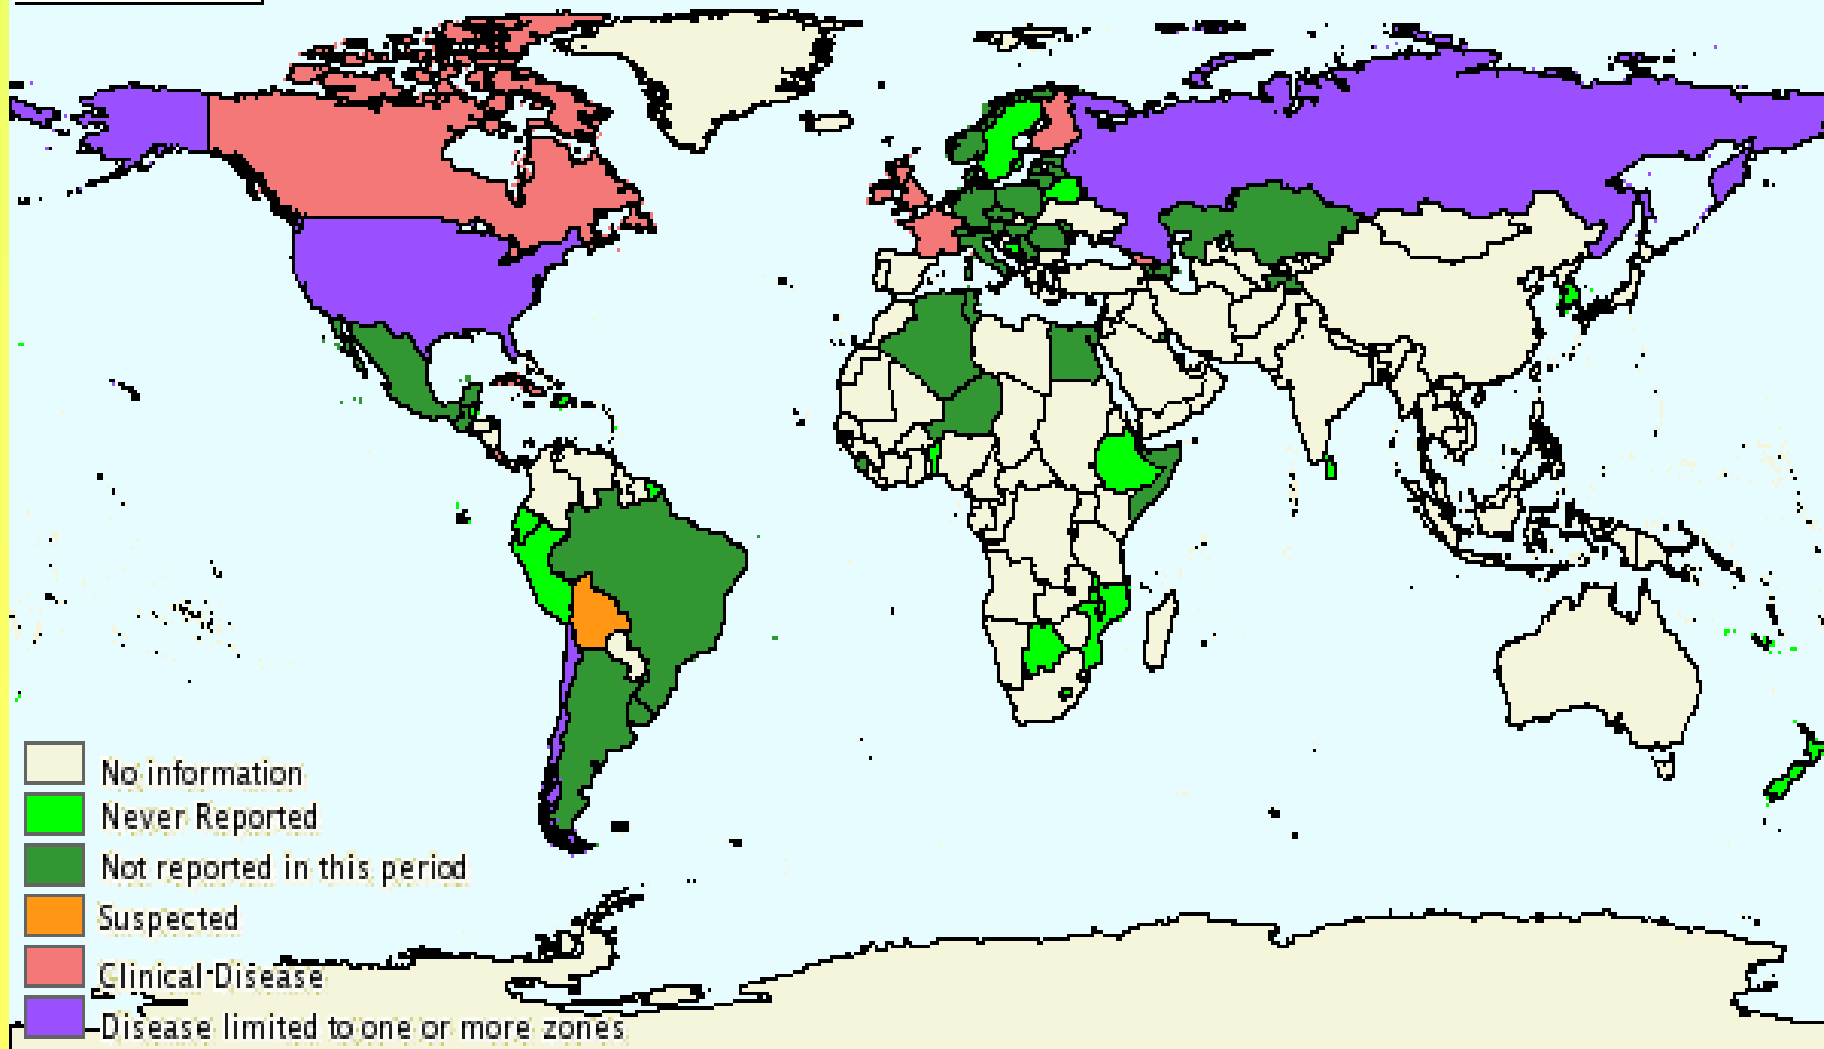 No information
Never Reported
Not reported in this period
Suspected
Clinical Disease
Disease limited to one or more zones